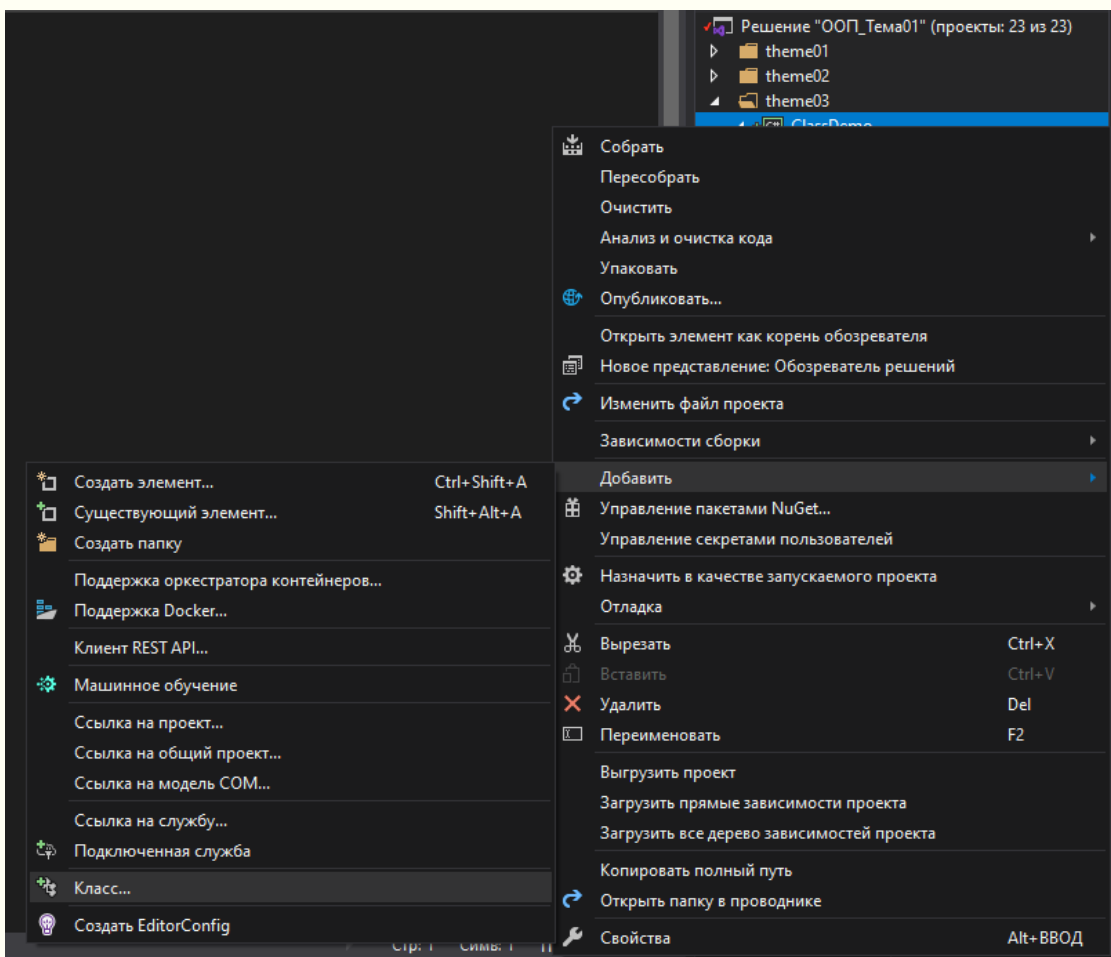 Решение "ООП_Тема01" (проекты: 23 из 23)
theme01
theme02
theme03
C# ClassDemo
Собрать
Пересобрать
Очистить
Анализ и очистка кода
Упаковать
Опубликовать...
Открыть элемент как корень обозревателя
Новое представление: Обозреватель решений
Изменить файл проекта
Зависимости сборки
Добавить
Управление пакетами NuGet...
Управление секретами пользователей
Назначить в качестве запускаемого проекта
Отладка
Вырезать Ctrl+X
Вставить Ctrl+V
Удалить Del
Переименовать F2
Выгрузить проект
Загрузить прямые зависимости проекта
Загрузить все дерево зависимостей проекта
Копировать полный путь
Открыть папку в проводнике
Свойства Alt+ВВОД
Создать элемент... Ctrl+Shift+A
Существующий элемент... Shift+Alt+A
Создать папку
Поддержка оркестратора контейнеров...
Поддержка Docker...
Клиент REST API...
Машинное обучение
Ссылка на проект...
Ссылка на общий проект...
Ссылка на модель COM...
Ссылка на службу...
Подключенная служба
Класс...
Создать EditorConfig
Стр: 1 Симв: 1